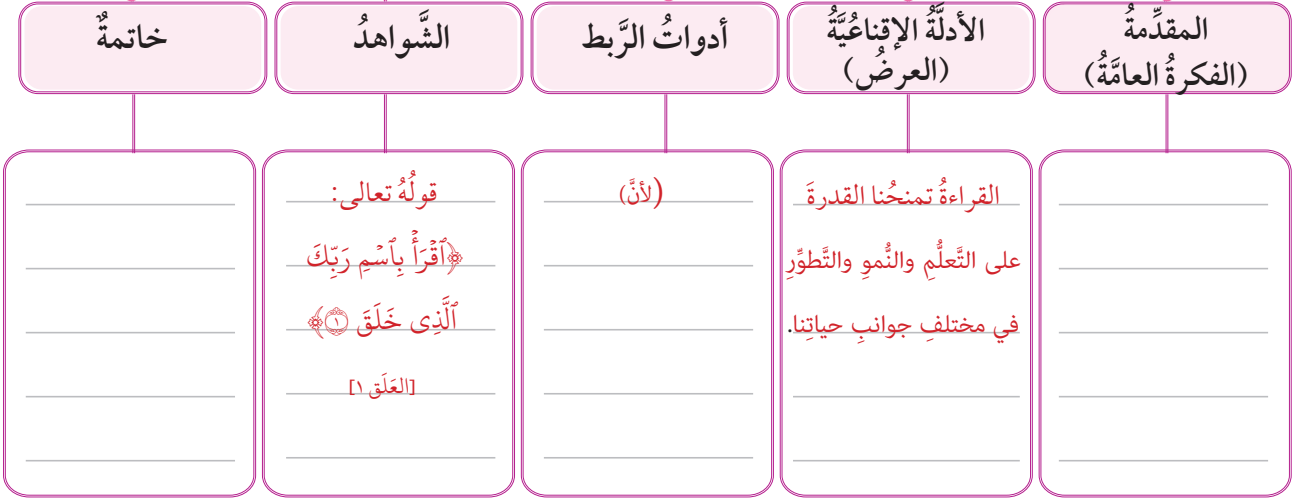 المقدِّمةُ
(الفكرةُ العامَّةُ)
الأدلَّةُ الإقناعُيَّةُ
(العرضُ)
أدواتُ الرَّبط
الشَّواهدُ
خاتمةٌ
القراءةُ تمنحُنا القدرةَ
على التَّعلُّمِ والنُّموِ والتَّطوِّرِ
في مختلفِ جوانبِ حياتِنا.
(لأنَّ)
قولُهُ تعالى:
﴿ٱقۡرَأۡ بِٱسۡمِ رَبِّكَ
ٱلَّذِى خَلَقَ ١﴾
[العَلَق ١]